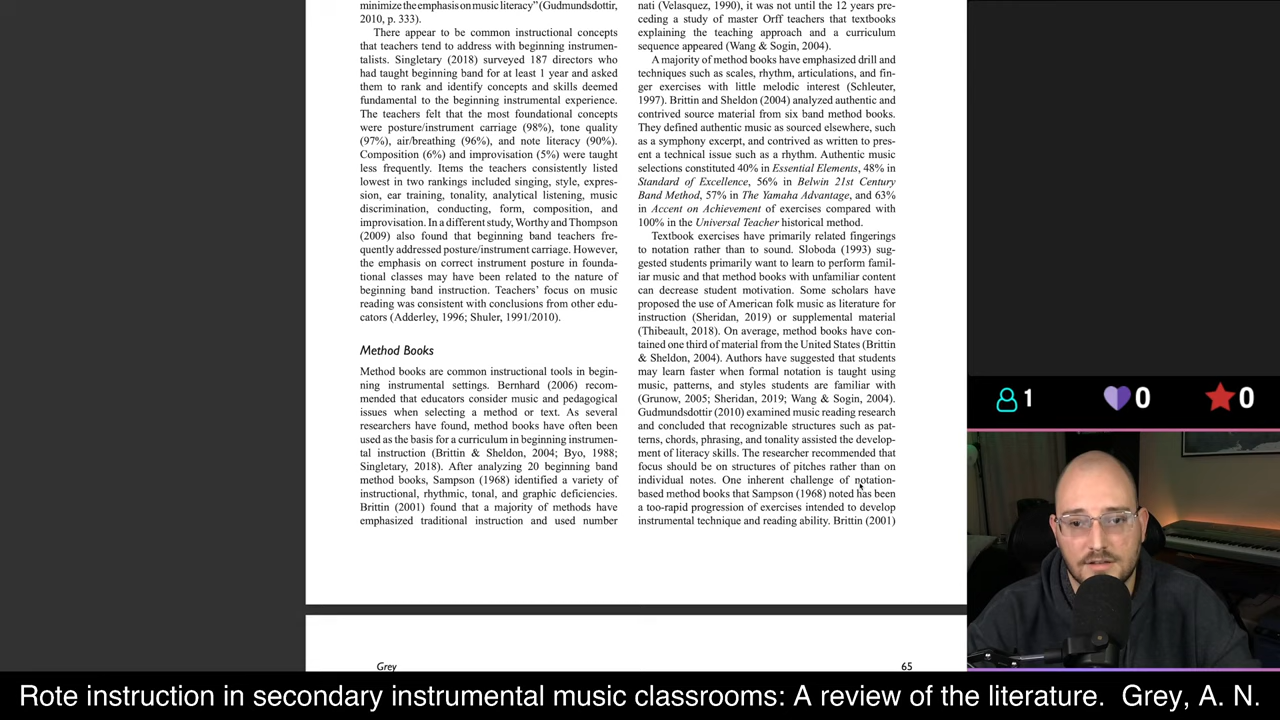 minimize the emphasis on music literacy” (Gudmundsdottir,
2010, p. 333).
There appear to be common instructional concepts
that teachers tend to address with beginning instrumen-
talists. Singletary (2018) surveyed 187 directors who
had taught beginning band for at least 1 year and asked
them to rank and identify concepts and skills deemed
fundamental to the beginning instrumental experience.
The teachers felt that the most foundational concepts
were posture/instrument carriage (98%), tone quality
(97%), air/breathing (96%), and note literacy (90%).
Composition (6%) and improvisation (5%) were taught
less frequently. Items the teachers consistently listed
lowest in two rankings included singing, style, expres-
sion, ear training, tonality, analytical listening, music
discrimination, conducting, form, composition, and
improvisation. In a different study, Worthy and Thompson
(2009) also found that beginning band teachers fre-
quently addressed posture/instrument carriage. However,
the emphasis on correct instrument posture in founda-
tional classes may have been related to the nature of
beginning band instruction. Teachers’ focus on music
reading was consistent with conclusions from other edu-
cators (Adderley, 1996; Shuler, 1991/2010).
Method Books
Method books are common instructional tools in begin-
ning instrumental settings. Bernhard (2006) recom-
mended that educators consider music and pedagogical
issues when selecting a method or text. As several
researchers have found, method books have often been
used as the basis for a curriculum in beginning instrumen-
tal instruction (Brittin & Sheldon, 2004; Byo, 1988;
Singletary, 2018). After analyzing 20 beginning band
method books, Sampson (1968) identified a variety of
instructional, rhythmic, tonal, and graphic deficiencies.
Brittin (2001) found that a majority of methods have
emphasized traditional instruction and used number
nati (Velasquez, 1990), it was not until the 12 years pre-
ceding a study of master Orff teachers that textbooks
explaining the teaching approach and a curriculum
sequence appeared (Wang & Sogin, 2004).
A majority of method books have emphasized drill and
techniques such as scales, rhythm, articulations, and fin-
ger exercises with little melodic interest (Schleuter,
1997). Brittin and Sheldon (2004) analyzed authentic and
contrived source material from six band method books.
They defined authentic music as sourced elsewhere, such
as a symphony excerpt, and contrived as written to pres-
ent a technical issue such as a rhythm. Authentic music
selections constituted 40% in Essential Elements, 48% in
Standard of Excellence, 56% in Belwin 21st Century
Band Method, 57% in The Yamaha Advantage, and 63%
in Accent on Achievement of exercises compared with
100% in the Universal Teacher historical method.
Textbook exercises have primarily related fingerings
to notation rather than to sound. Sloboda (1993) sug-
gested students primarily want to learn to perform famil-
iar music and that method books with unfamiliar content
can decrease student motivation. Some scholars have
proposed the use of American folk music as literature for
instruction (Sheridan, 2019) or supplemental material
(Thibeault, 2018). On average, method books have con-
tained one third of material from the United States (Brittin
& Sheldon, 2004). Authors have suggested that students
may learn faster when formal notation is taught using
music, patterns, and styles students are familiar with
(Grunow, 2005; Sheridan, 2019; Wang & Sogin, 2004).
Gudmundsdottir (2010) examined music reading research
and concluded that recognizable structures such as pat-
terns, chords, phrasing, and tonality assisted the develop-
ment of literacy skills. The researcher recommended that
focus should be on structures of pitches rather than on
individual notes. One inherent challenge of notation-
based method books that Sampson (1968) noted has been
a too-rapid progression of exercises intended to develop
instrumental technique and reading ability. Brittin (2001)
Grey
65
1
0
0
Rote instruction in secondary instrumental music classrooms: A review of the literature. Grey, A. N.